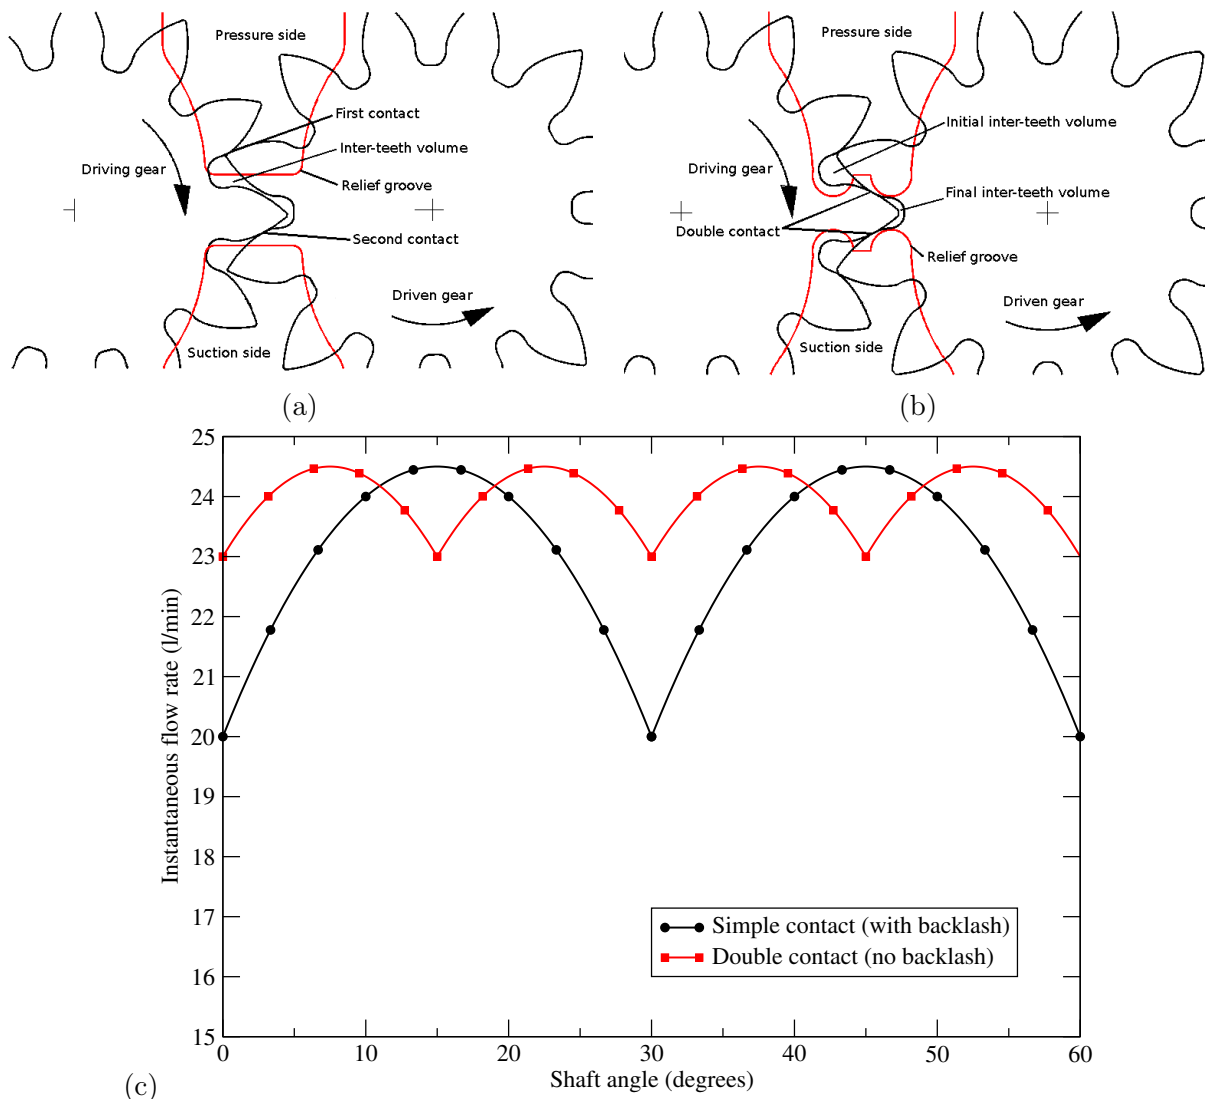 Pressure side
First contact
Inter-teeth volume
Driving gear
Relief groove
Second contact
Driven gear
Suction side
(a)
Pressure side
Initial inter-teeth volume
Driving gear
Final inter-teeth volume
Double contact
Relief groove
Driven gear
Suction side
(b)
25
24
23
22
21
20
19
18
17
16
15
Instantaneous flow rate (l/min)
Simple contact (with backlash)
Double contact (no backlash)
0 10 20 30 40 50 60
Shaft angle (degrees)
(c)